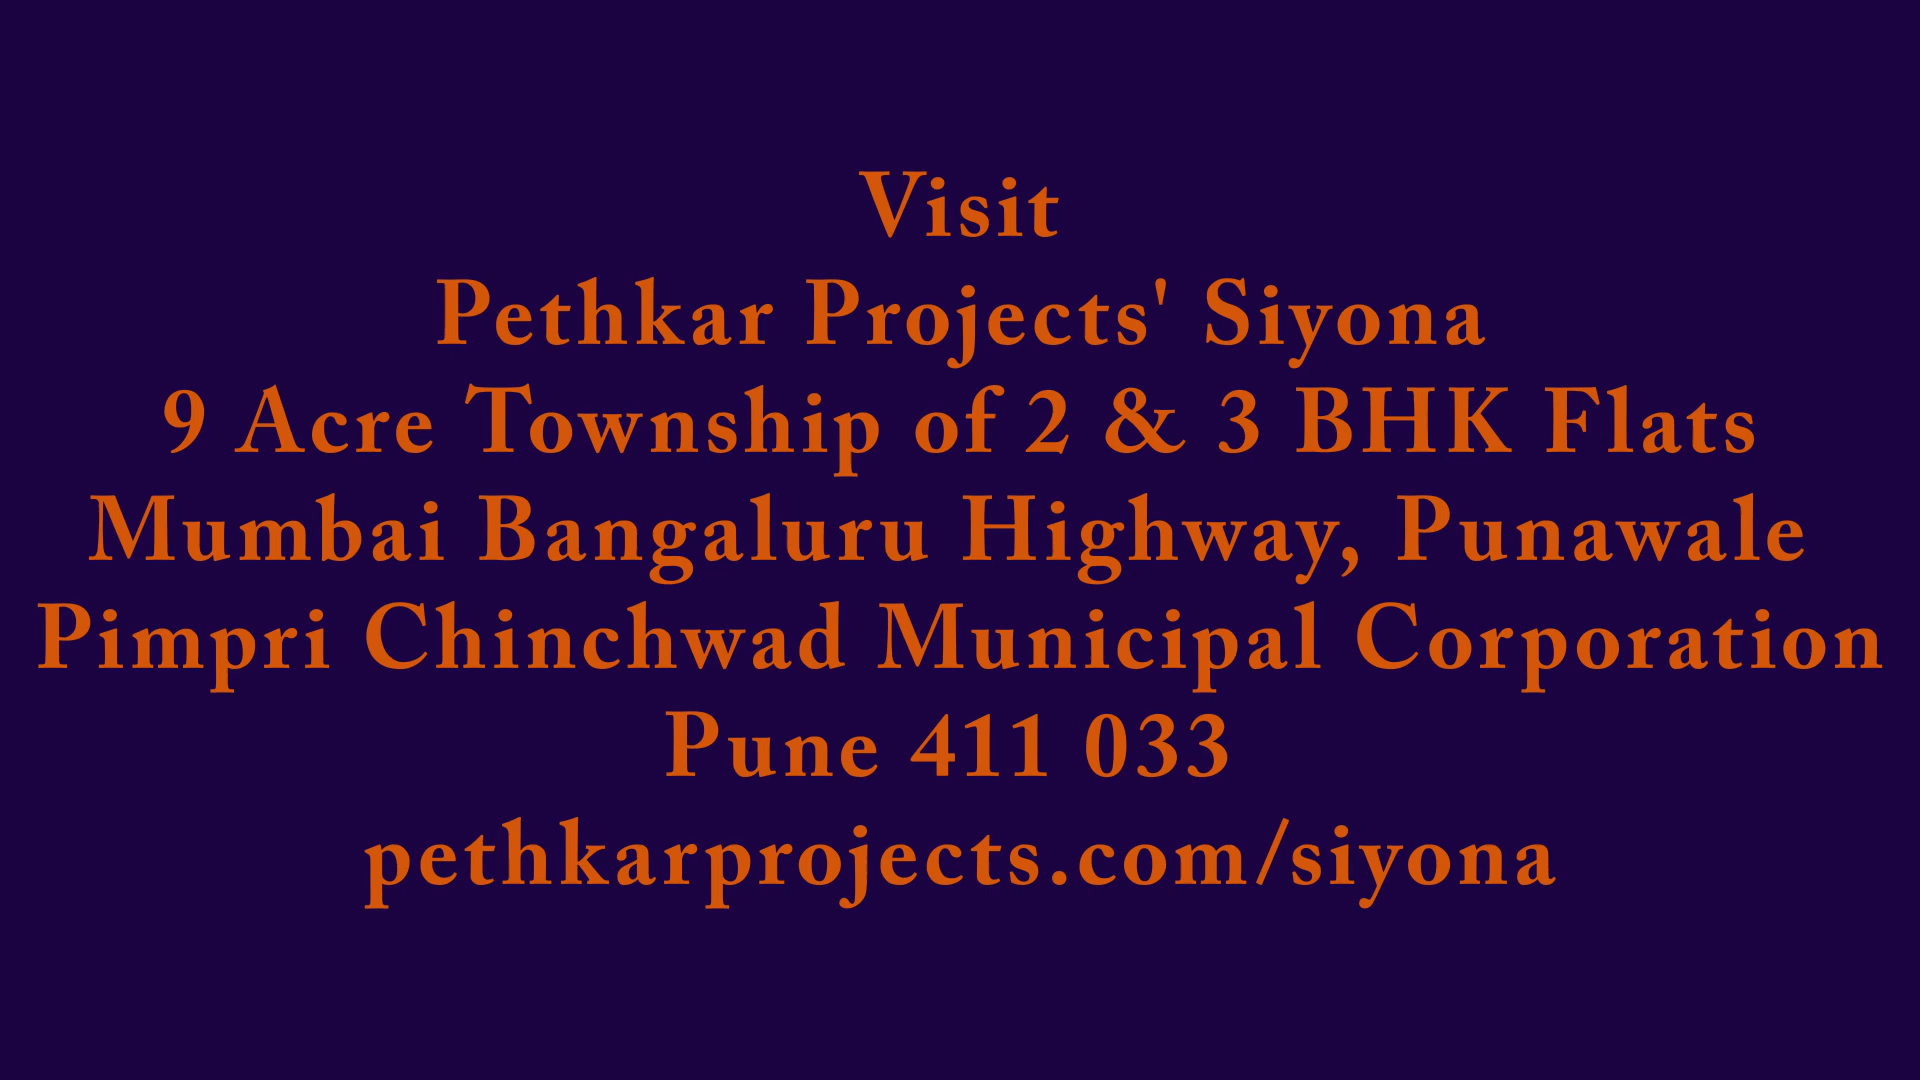 Visit
Pethkar Projects' Siyona
9 Acre Township of 2 & 3 BHK Flats
Mumbai Bangaluru Highway, Punawale
Pimpri Chinchwad Municipal Corporation
Pune 411 033
pethkarprojects.com/siyona